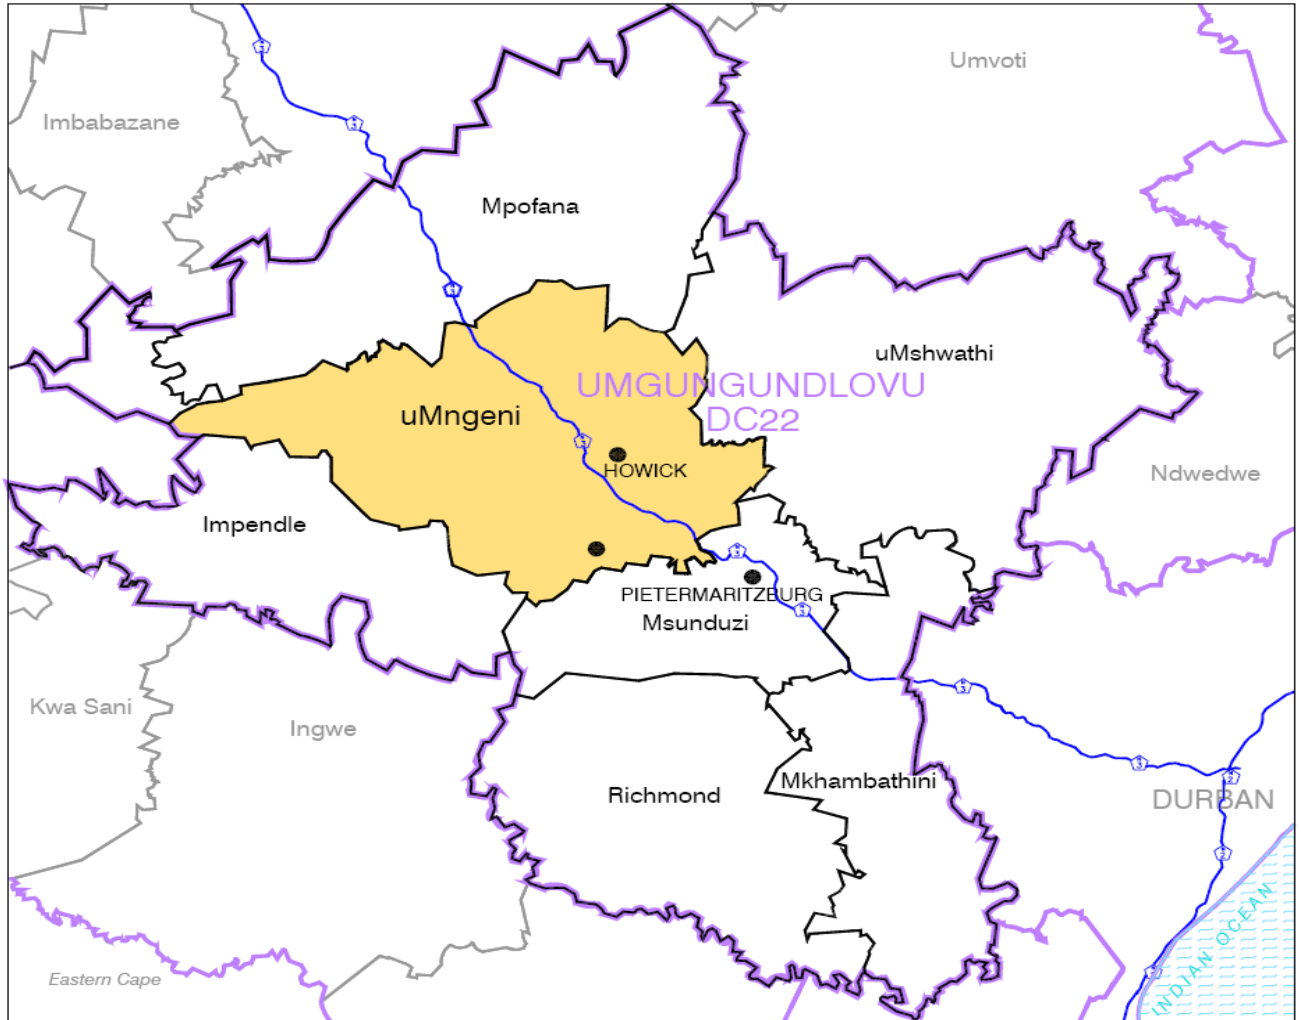 Umvoti
Imbabazane
Mpofana
uMshwathi
UMGUNGUNDLOVU
DC22
uMngeni
HOWICK
Ndwedwe
Impendle
PIETERMARITZBURG
Msunduzi
Kwa Sani
Ingwe
Richmond
Mkhambathini
DURBAN
INDIAN OCEAN
Eastern Cape